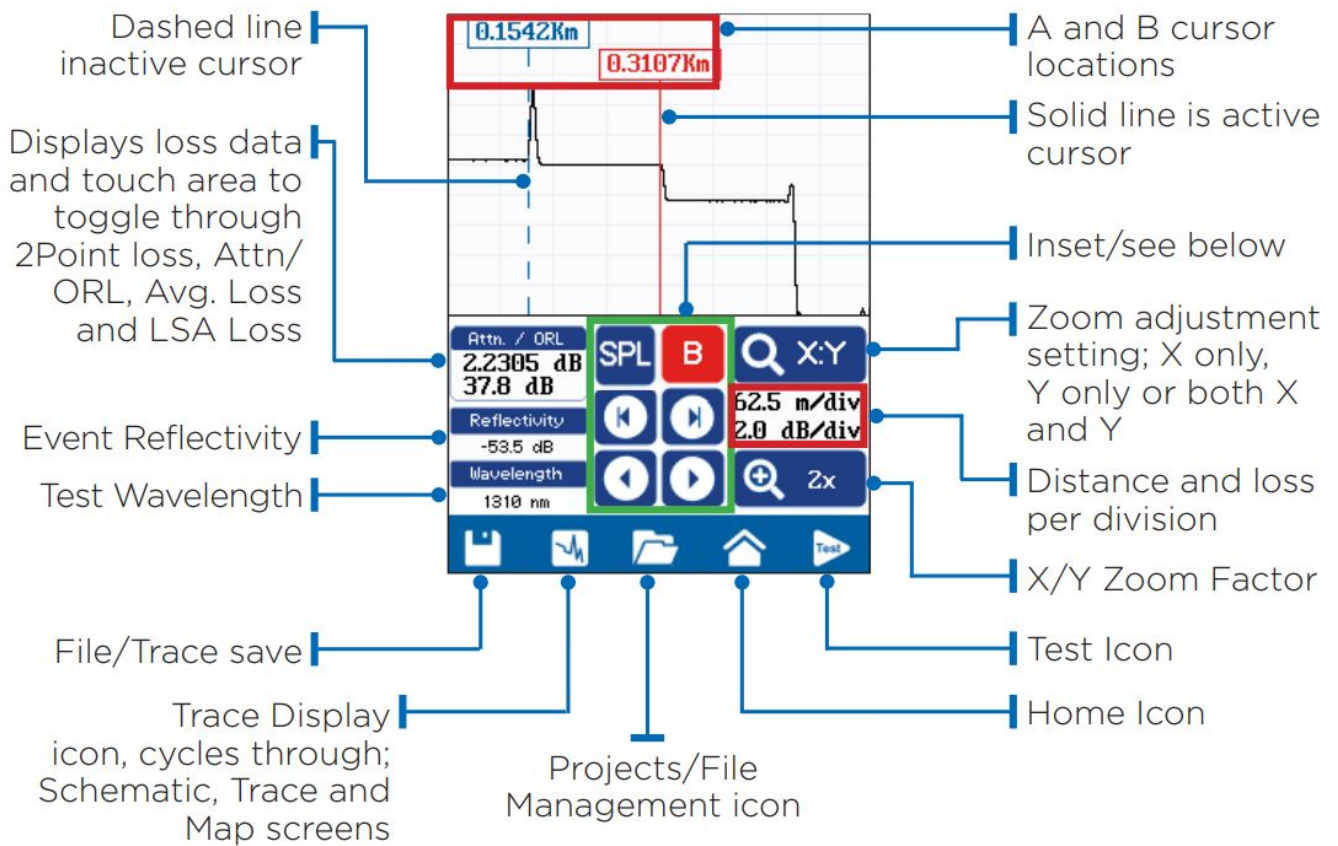 Dashed line
inactive cursor
Displays loss data
and touch area to
toggle through
2Point loss, Attn/
ORL, Avg. Loss
and LSA Loss
Event Reflectivity
Test Wavelength
File/Trace save
Trace Display
icon, cycles through;
Schematic, Trace and
Map screens
0.1542Km
0.3107Km
Attn. / ORL
2.2305 dB
37.8 dB
Reflectivity
-53.5 dB
Wavelength
1310 nm
SPL
B
X:Y
62.5 m/div
2.0 dB/div
2x
Test
Projects/File
Management icon
A and B cursor
locations
Solid line is active
cursor
Inset/see below
Zoom adjustment
setting; X only,
Y only or both X
and Y
Distance and loss
per division
X/Y Zoom Factor
Test Icon
Home Icon